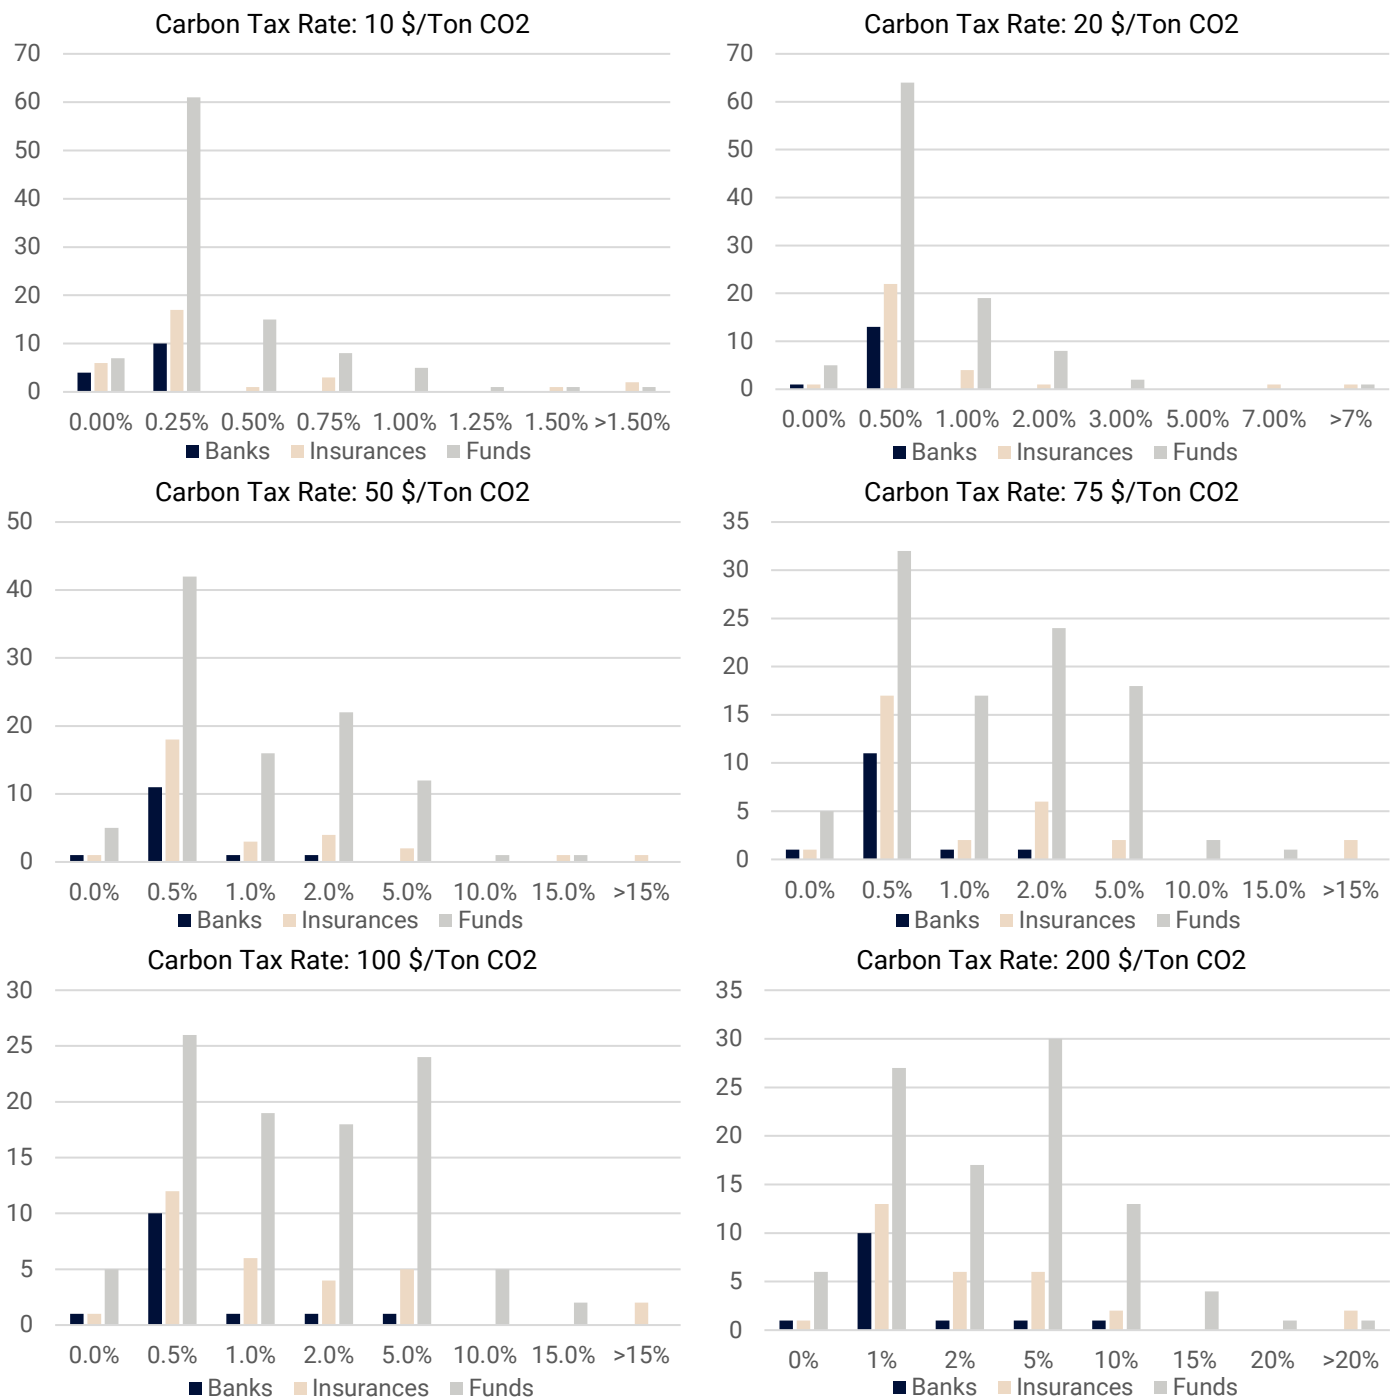 Carbon Tax Rate: 10 $/Ton CO2
70
60
50
40
30
20
10
0
0.00% 0.25% 0.50% 0.75% 1.00% 1.25% 1.50% >1.50%
Banks Insurances Funds
Carbon Tax Rate: 20 $/Ton CO2
70
60
50
40
30
20
10
0
0.00% 0.50% 1.00% 2.00% 3.00% 5.00% 7.00% >7%
Banks Insurances Funds
Carbon Tax Rate: 50 $/Ton CO2
50
40
30
20
10
0
0.0% 0.5% 1.0% 2.0% 5.0% 10.0% 15.0% >15%
Banks Insurances Funds
Carbon Tax Rate: 75 $/Ton CO2
35
30
25
20
15
10
5
0
0.0% 0.5% 1.0% 2.0% 5.0% 10.0% 15.0% >15%
Banks Insurances Funds
Carbon Tax Rate: 100 $/Ton CO2
30
25
20
15
10
5
0
0.0% 0.5% 1.0% 2.0% 5.0% 10.0% 15.0% >15%
Banks Insurances Funds
Carbon Tax Rate: 200 $/Ton CO2
35
30
25
20
15
10
5
0
0% 1% 2% 5% 10% 15% 20% >20%
Banks Insurances Funds